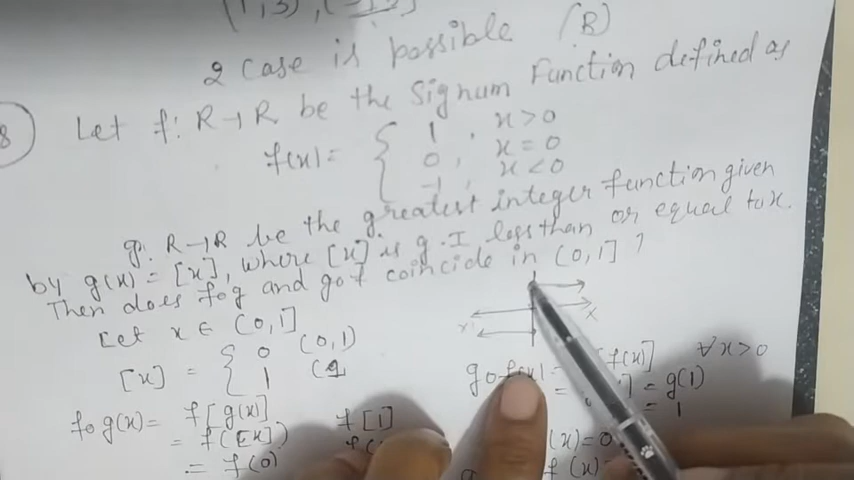 2 case is possible (B)
8
Let f: R→R be the Signum Function defined as
f(x) = { 1, x > 0
0, x = 0
-1, x < 0
g: R→R be the greatest integer function given
by g(x) = [x], where [x] is g.I less than or equal to x.
Then does fog and gof coincide in (0,1] ?
Let x ∈ (0,1]
[x] = { 0 (0,1)
1
x' x
fog(x) = f[g(x)]
= f([x])
= f(0)
f[1]
gof(x) = [f(x)] ∀x>0
= g(1)
= 1
(x) = 0
f(x)